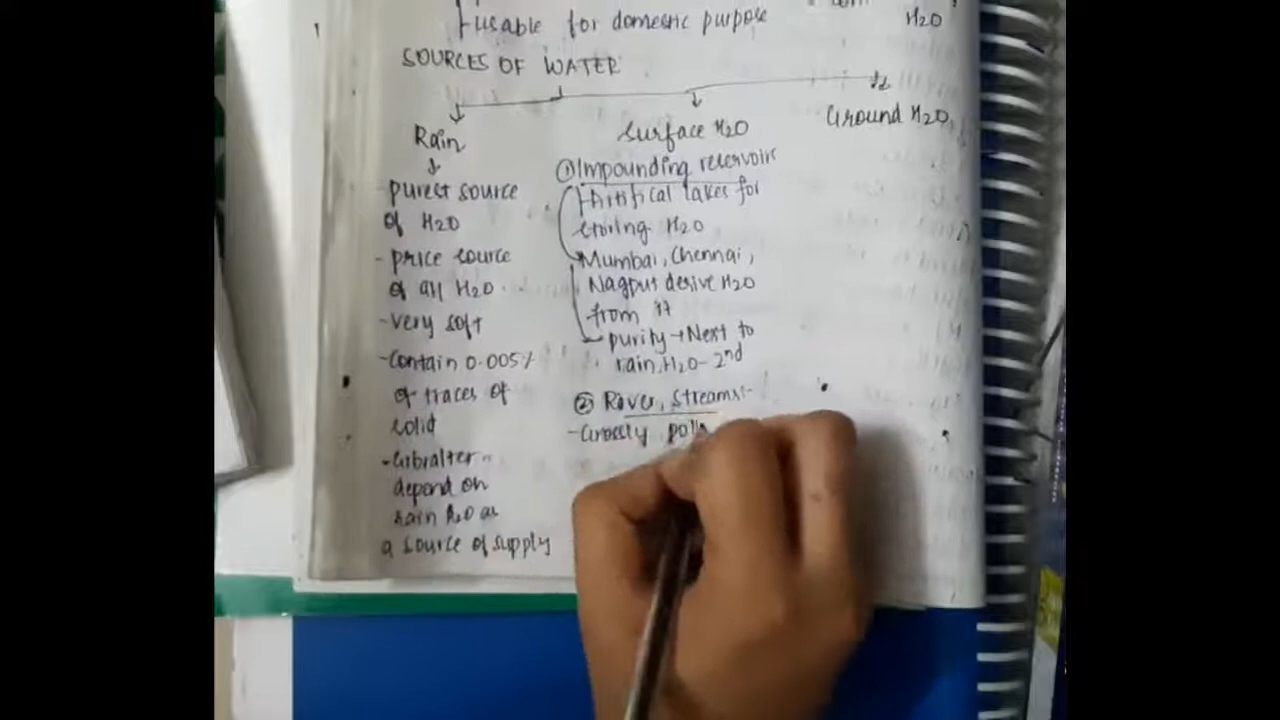 usable for domestic purpose
H2O
SOURCES OF WATER
Rain
purest source
of H2O
- price source
of all H2O
- very soft
- contain 0.005%
of traces of
solid
- Gibralter
depend on
rain H2O as
a source of supply
Surface H2O
① Impounding reservoirs
Artifical lakes for
storing H2O
Mumbai, Chennai,
Nagpur derive H2O
from it
purity → Next to
rain H2O - 2nd
② River, Streams:-
- Grossly poll
Ground H2O